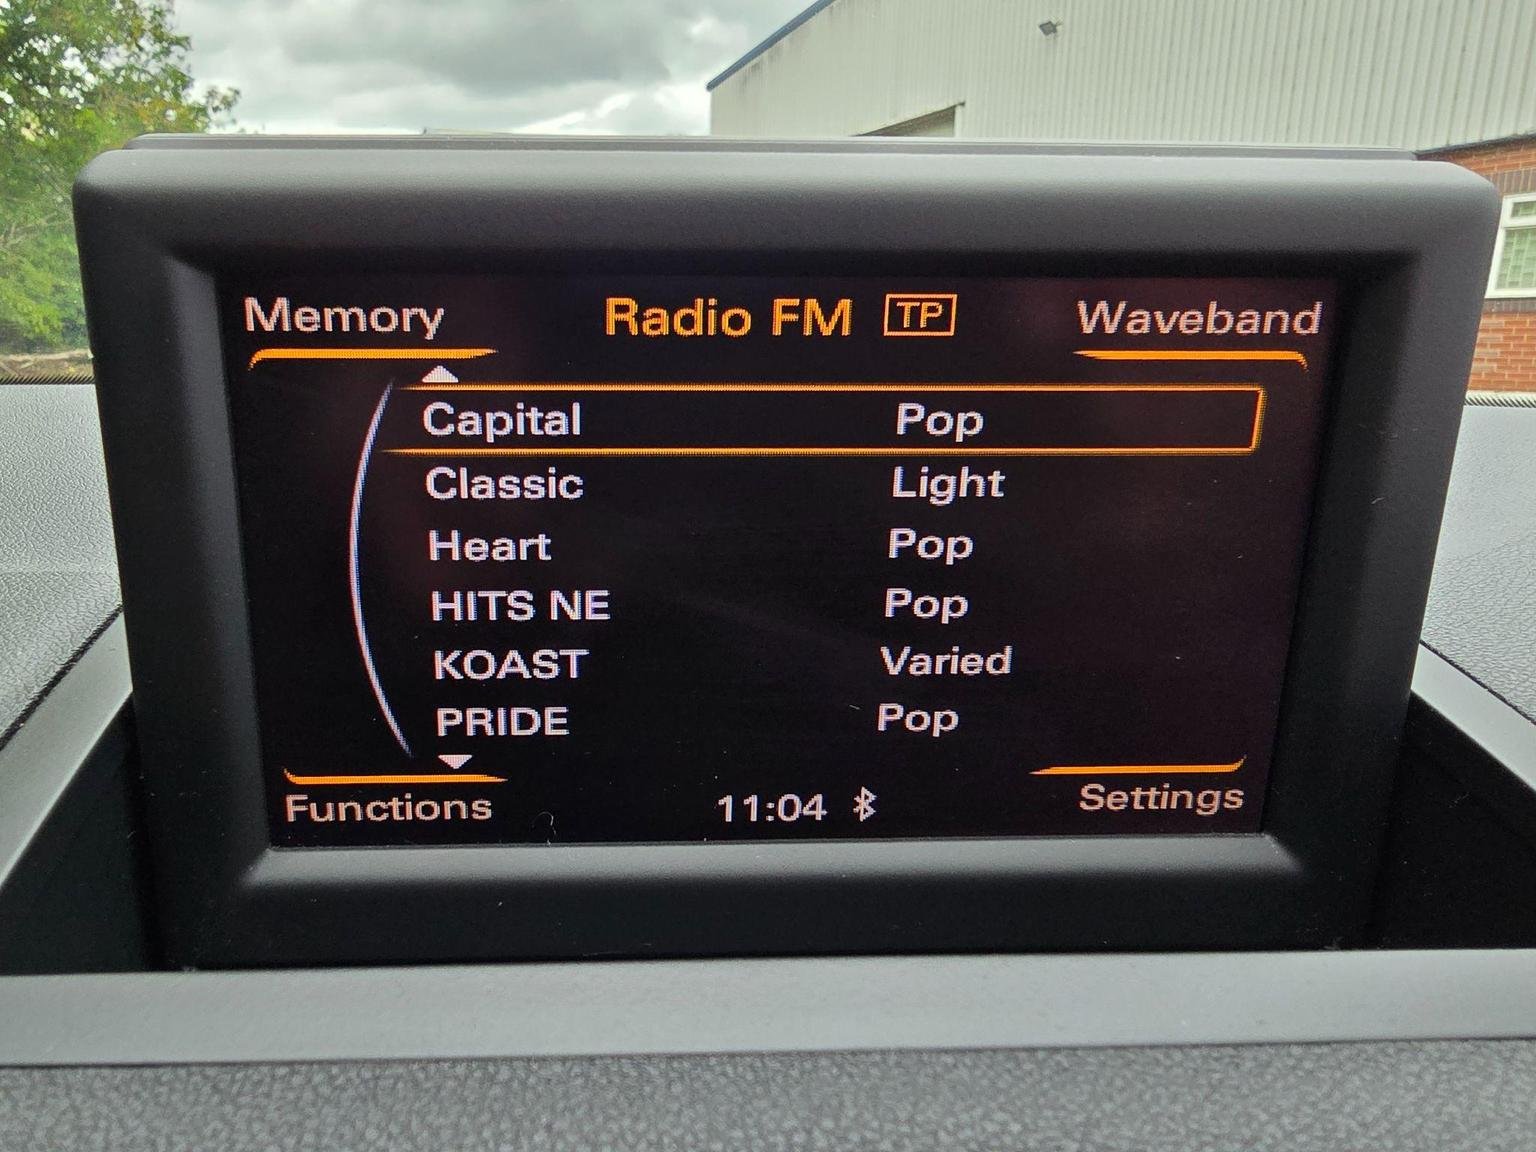 Memory Radio FM TP Waveband
Capital Pop
Classic Light
Heart Pop
HITS NE Pop
KOAST Varied
PRIDE Pop
Functions 11:04 Settings